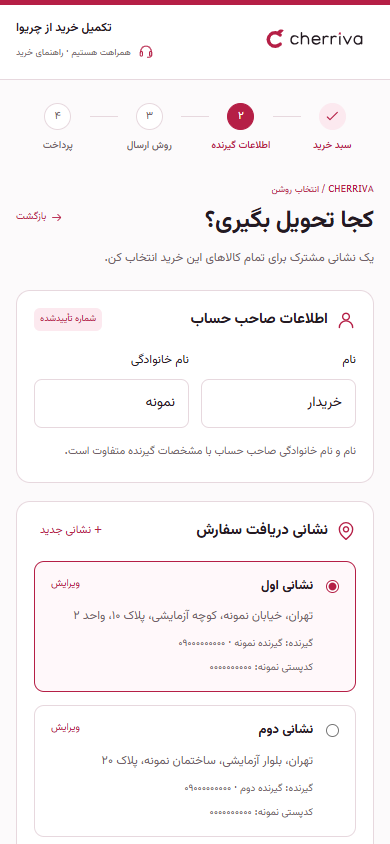 cherriva
تکمیل خرید از چریوا
همراهت هستیم · راهنمای خرید
سبد خرید
۲
اطلاعات گیرنده
۳
روش ارسال
۴
پرداخت
CHERRIVA / انتخاب روشن
کجا تحویل بگیری؟
بازگشت
یک نشانی مشترک برای تمام کالاهای این خرید انتخاب کن.
اطلاعات صاحب حساب
شماره تأییدشده
نام
نام خانوادگی
خریدار
نمونه
نام و نام خانوادگی صاحب حساب با مشخصات گیرنده متفاوت است.
نشانی دریافت سفارش
+ نشانی جدید
نشانی اول
ویرایش
تهران، خیابان نمونه، کوچه آزمایشی، پلاک ۱۰، واحد ۲
گیرنده: گیرنده نمونه · ۰۹۰۰۰۰۰۰۰۰۰
کدپستی نمونه: ۰۰۰۰۰۰۰۰۰۰
نشانی دوم
ویرایش
تهران، بلوار آزمایشی، ساختمان نمونه، پلاک ۲۰
گیرنده: گیرنده دوم · ۰۹۰۰۰۰۰۰۰۰۰
کدپستی نمونه: ۰۰۰۰۰۰۰۰۰۰